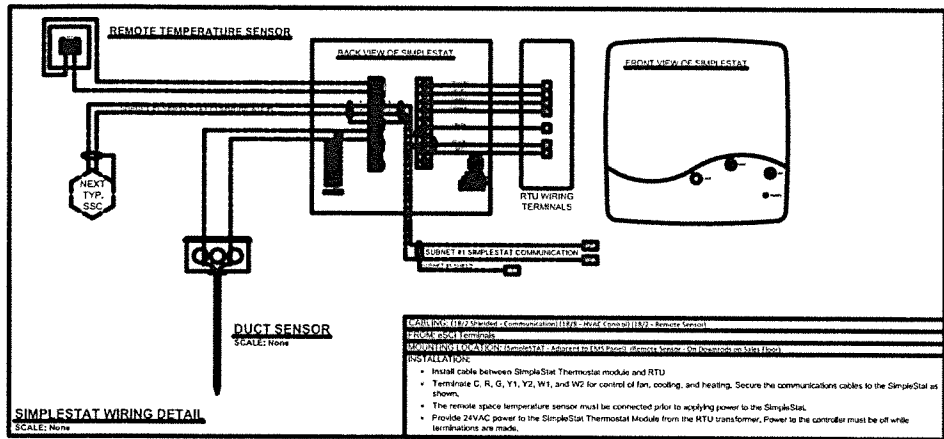 REMOTE TEMPERATURE SENSOR
BACK VIEW OF SIMPLESTAT
FRONT VIEW OF SIMPLESTAT
NEXT
TYP.
SSC
RTU WIRING
TERMINALS
SUBNET #1 SIMPLESTAT COMMUNICATION
SUBNET #1 SHIELD
DUCT SENSOR
SCALE: None
CABLING: (18/2 Shielded - Communication) (18/8 - HVAC Control) (18/2 - Remote Sensor)
FROM: eSCI Terminals
MOUNTING LOCATION: (SimpleSTAT - Adjacent to EMS Panel) (Remote Sensor - On Downrods on Sales Floor)
INSTALLATION:
• Install cable between SimpleStat Thermostat module and RTU
• Terminate C, R, G, Y1, Y2, W1, and W2 for control of fan, cooling, and heating. Secure the communications cables to the SimpleStat as
shown.
• The remote space temperature sensor must be connected prior to applying power to the SimpleStat.
• Provide 24VAC power to the SimpleStat Thermostat Module from the RTU transformer. Power to the controller must be off while
terminations are made.
SIMPLESTAT WIRING DETAIL
SCALE: None